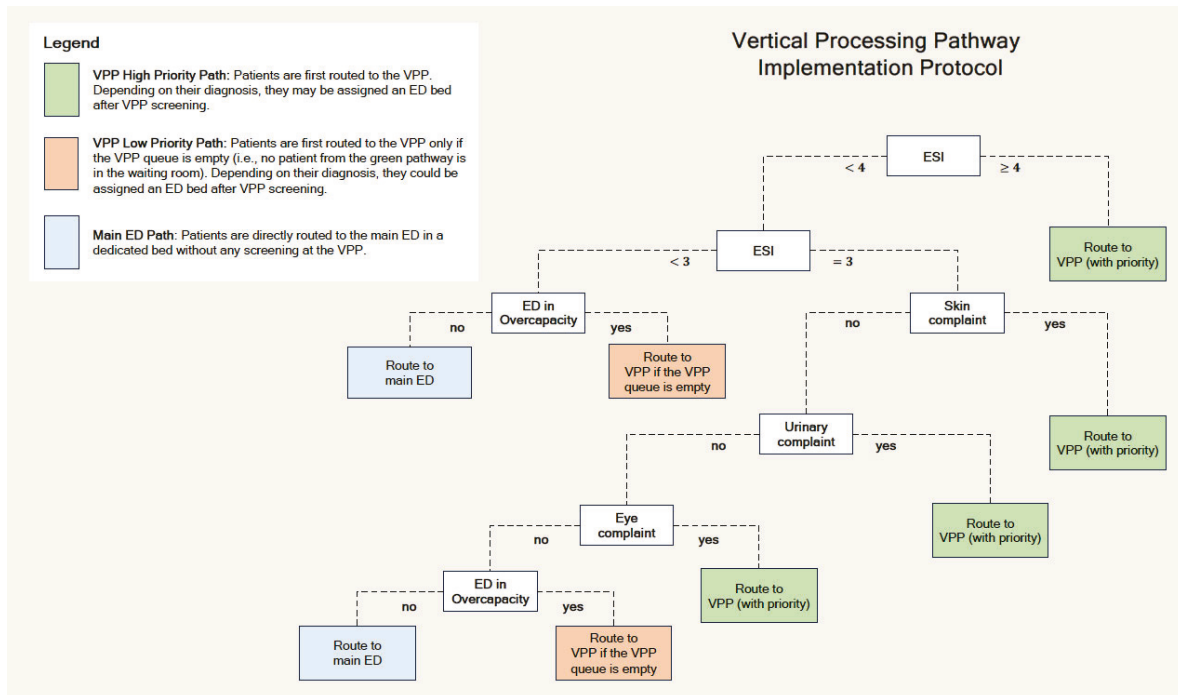 Legend
VPP High Priority Path: Patients are first routed to the VPP.
Depending on their diagnosis, they may be assigned an ED bed
after VPP screening.
VPP Low Priority Path: Patients are first routed to the VPP only if
the VPP queue is empty (i.e., no patient from the green pathway is
in the waiting room). Depending on their diagnosis, they could be
assigned an ED bed after VPP screening.
Main ED Path: Patients are directly routed to the main ED in a
dedicated bed without any screening at the VPP.
Vertical Processing Pathway
Implementation Protocol
ESI
< 4
≥ 4
Route to
VPP (with priority)
ESI
< 3
= 3
ED in
Overcapacity
no
yes
Route to
main ED
Route to
VPP if the VPP
queue is empty
Skin
complaint
no
yes
Route to
VPP (with priority)
Urinary
complaint
no
yes
Route to
VPP (with priority)
Eye
complaint
no
yes
Route to
VPP (with priority)
ED in
Overcapacity
no
yes
Route to
main ED
Route to
VPP if the VPP
queue is empty